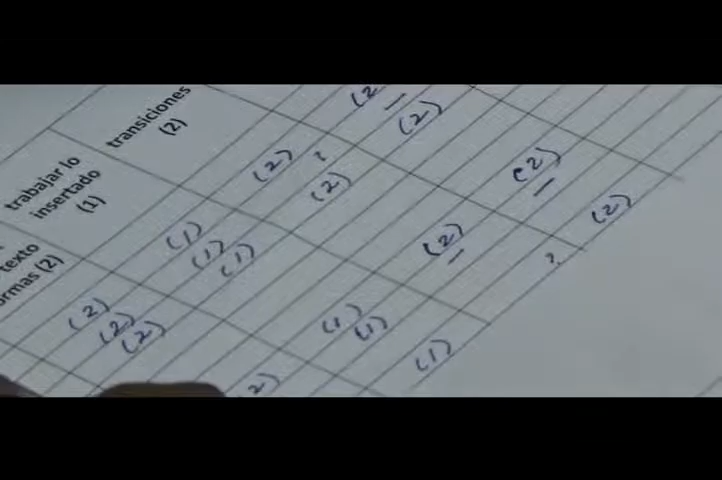 transiciones
(2)
trabajar lo
insertado
(1)
texto
ormas (2)
(2)
(2) ? (2)
(1) (2)
(2) (1)
(2) (1)
(2)
(2)
(2)
(2)
(1) ?
(1)
(1)